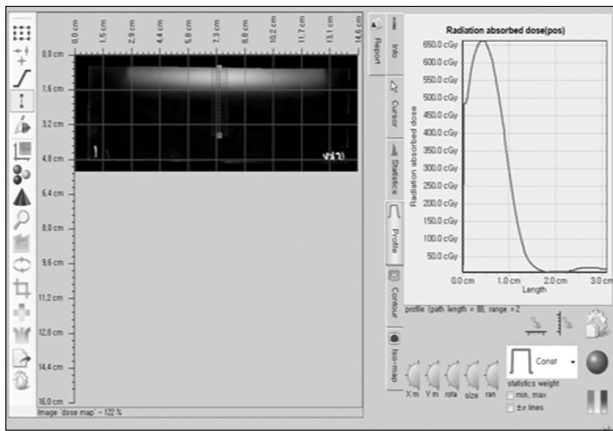 0,0 cm
1,5 cm
2,9 cm
4,4 cm
5,8 cm
7,3 cm
8,8 cm
10,2 cm
11,7 cm
13,1 cm
14,6 cm
0,0 cm
1,6 cm
3,2 cm
4,8 cm
6,4 cm
8,0 cm
9,6 cm
11,2 cm
12,8 cm
14,4 cm
16,0 cm
Image 'dose map' - 122 %
Report
Info
Cursor
Statistics
Profile
Contour
Iso-map
Radiation absorbed dose(pos)
Radiation absorbed dose
650.0 cGy
600.0 cGy
550.0 cGy
500.0 cGy
450.0 cGy
400.0 cGy
350.0 cGy
300.0 cGy
250.0 cGy
200.0 cGy
150.0 cGy
100.0 cGy
50.0 cGy
0.0 cm
1.0 cm
2.0 cm
3.0 cm
Length
profile (path length = 88, range = 2
Const
statistics weight
min, max
±σ lines
X m
Y m
rota
size
ran